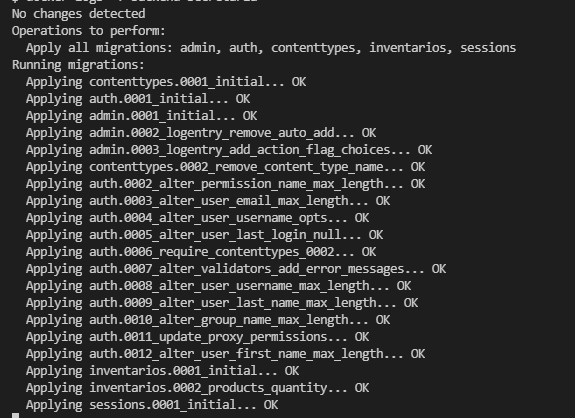 No changes detected
Operations to perform:
  Apply all migrations: admin, auth, contenttypes, inventarios, sessions
Running migrations:
  Applying contenttypes.0001_initial... OK
  Applying auth.0001_initial... OK
  Applying admin.0001_initial... OK
  Applying admin.0002_logentry_remove_auto_add... OK
  Applying admin.0003_logentry_add_action_flag_choices... OK
  Applying contenttypes.0002_remove_content_type_name... OK
  Applying auth.0002_alter_permission_name_max_length... OK
  Applying auth.0003_alter_user_email_max_length... OK
  Applying auth.0004_alter_user_username_opts... OK
  Applying auth.0005_alter_user_last_login_null... OK
  Applying auth.0006_require_contenttypes_0002... OK
  Applying auth.0007_alter_validators_add_error_messages... OK
  Applying auth.0008_alter_user_username_max_length... OK
  Applying auth.0009_alter_user_last_name_max_length... OK
  Applying auth.0010_alter_group_name_max_length... OK
  Applying auth.0011_update_proxy_permissions... OK
  Applying auth.0012_alter_user_first_name_max_length... OK
  Applying inventarios.0001_initial... OK
  Applying inventarios.0002_products_quantity... OK
  Applying sessions.0001_initial... OK